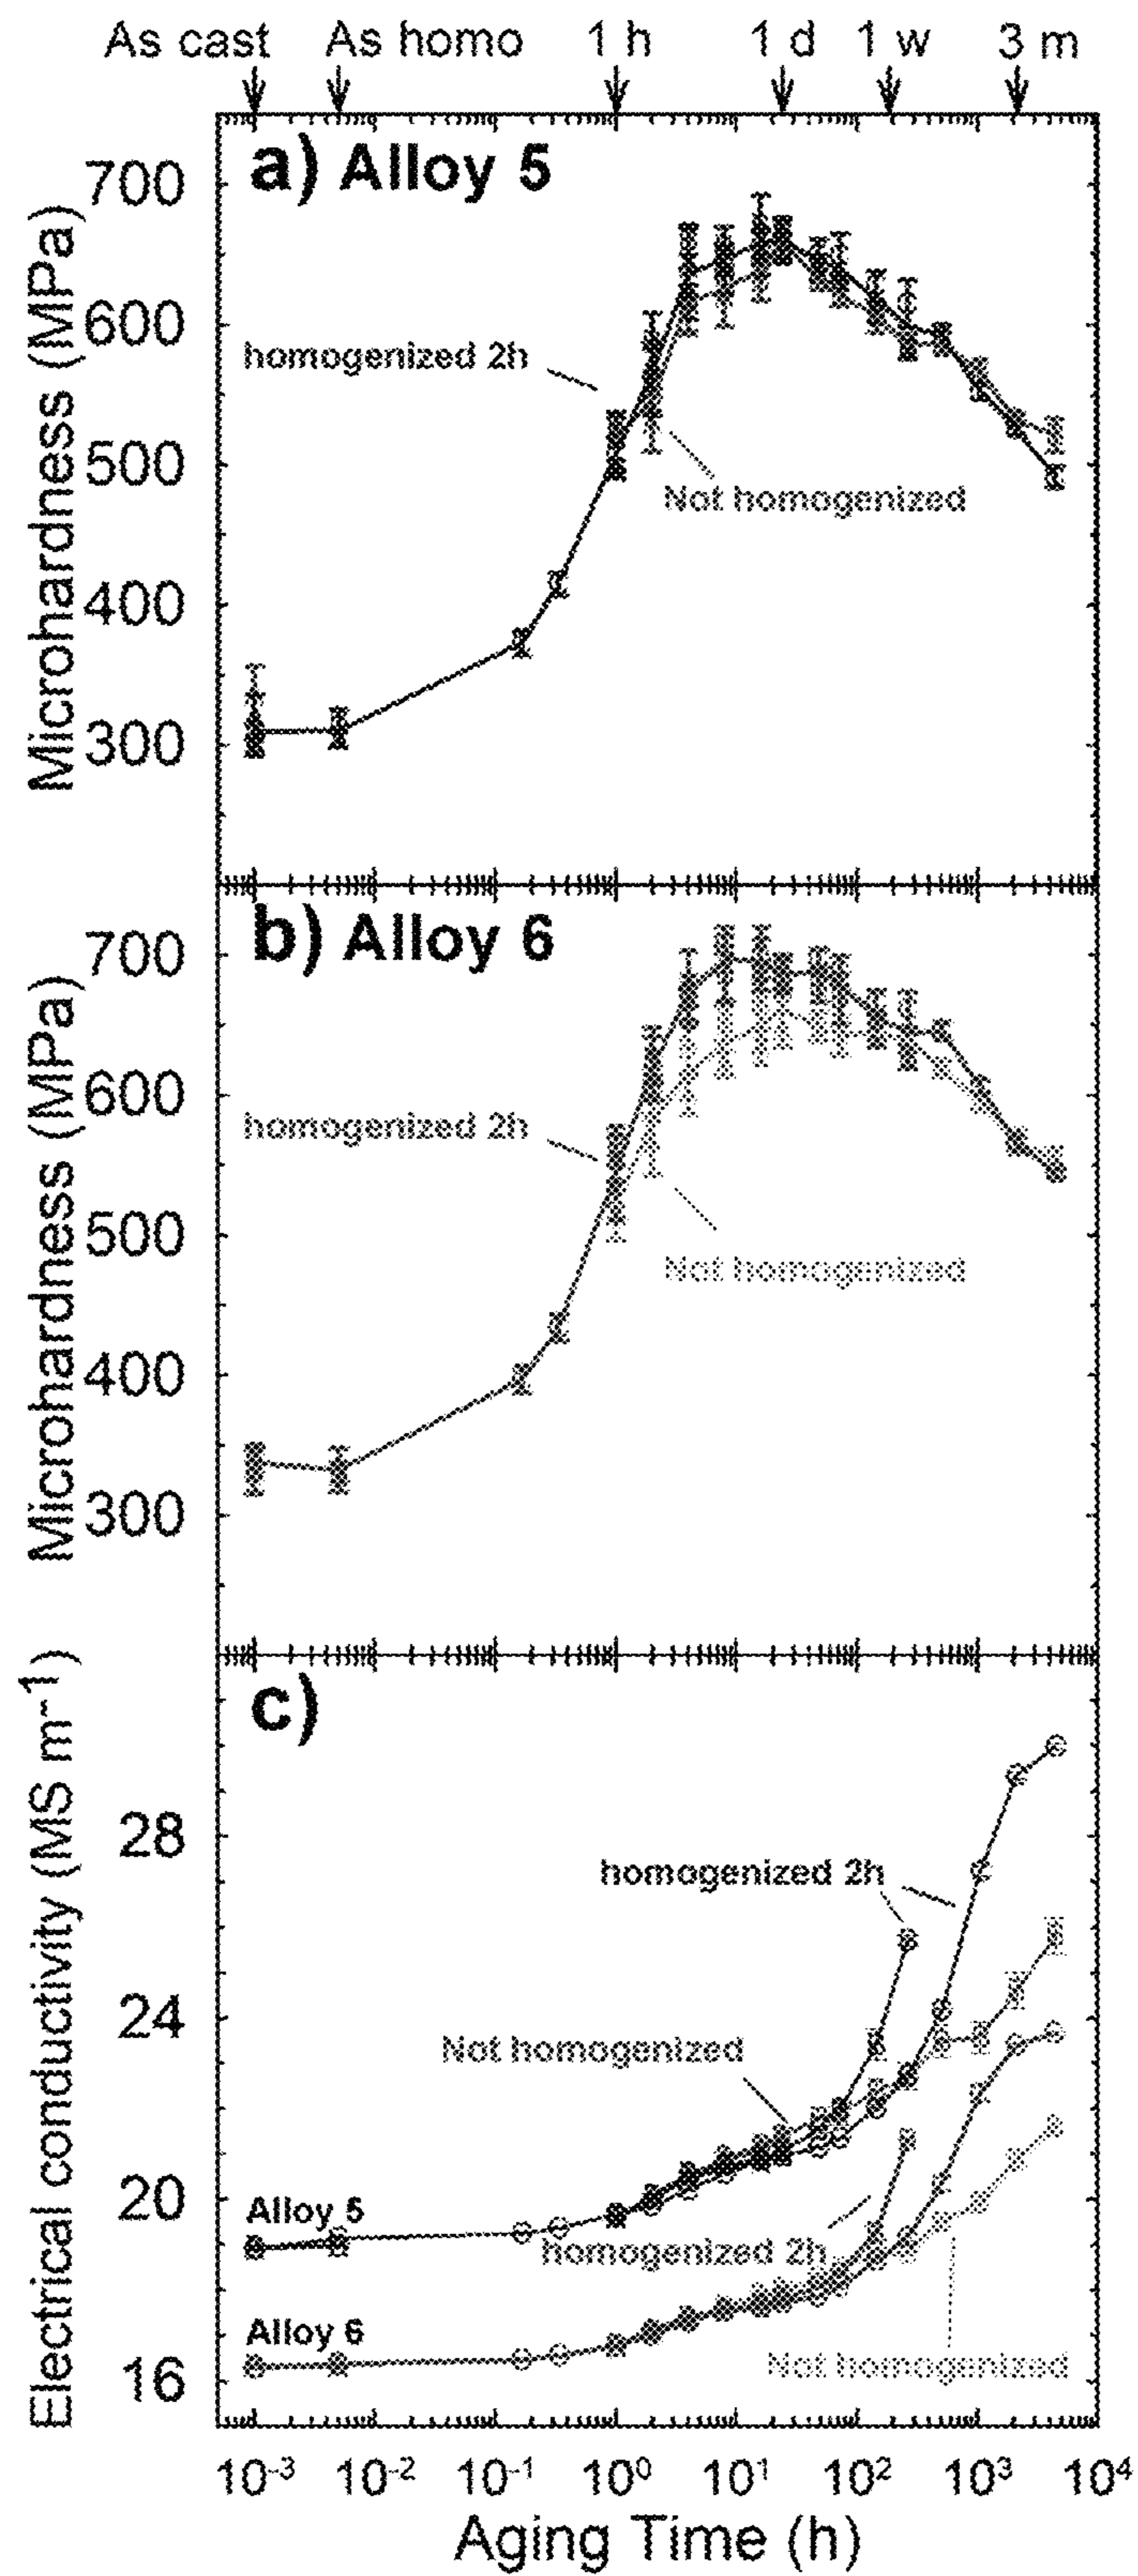 As cast As homo 1 h 1 d 1 w 3 m
a) Alloy 5
Microhardness (MPa)
700
600
500
400
300
homogenized 2h
Not homogenized
b) Alloy 6
Microhardness (MPa)
700
600
500
400
300
homogenized 2h
Not homogenized
c)
Electrical conductivity (MS m⁻¹)
28
24
20
16
homogenized 2h
Not homogenized
Alloy 5
homogenized 2h
Alloy 6
Not homogenized
10⁻³ 10⁻² 10⁻¹ 10⁰ 10¹ 10² 10³ 10⁴
Aging Time (h)